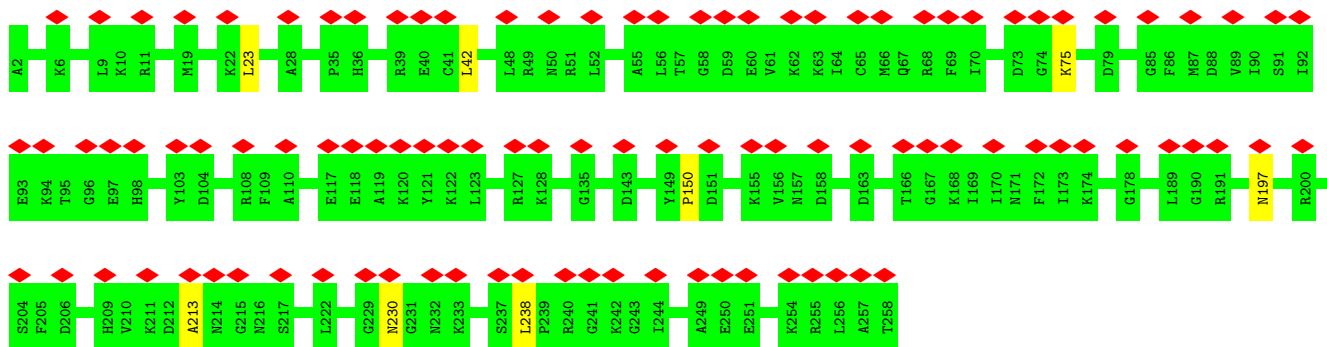 A2 K6 L9 K10 R11 M19 K22 L23 A28 P35 H36 R39 E40 C41 L42 L48 R49 N50 R51 L52 A55 L56 T57 G58 D59 E60 V61 K62 K63 I64 C65 M66 Q67 R68 F69 I70 D73 G74 K75 D79 G85 F86 M87 D88 V89 I90 S91 I92
E93 K94 T95 G96 E97 H98 Y103 D104 R108 F109 A110 E117 E118 A119 K120 Y121 K122 L123 R127 K128 G135 D143 Y149 P150 D151 K155 V156 N157 D158 D163 T166 G167 K168 I169 I170 N171 F172 I173 K174 G178 L189 G190 R191 N197 R200
S204 F205 D206 H209 V210 K211 D212 A213 N214 G215 N216 S217 L222 G229 N230 G231 N232 K233 S237 L238 P239 R240 G241 K242 G243 I244 A249 E250 E251 K254 R255 L256 A257 T258